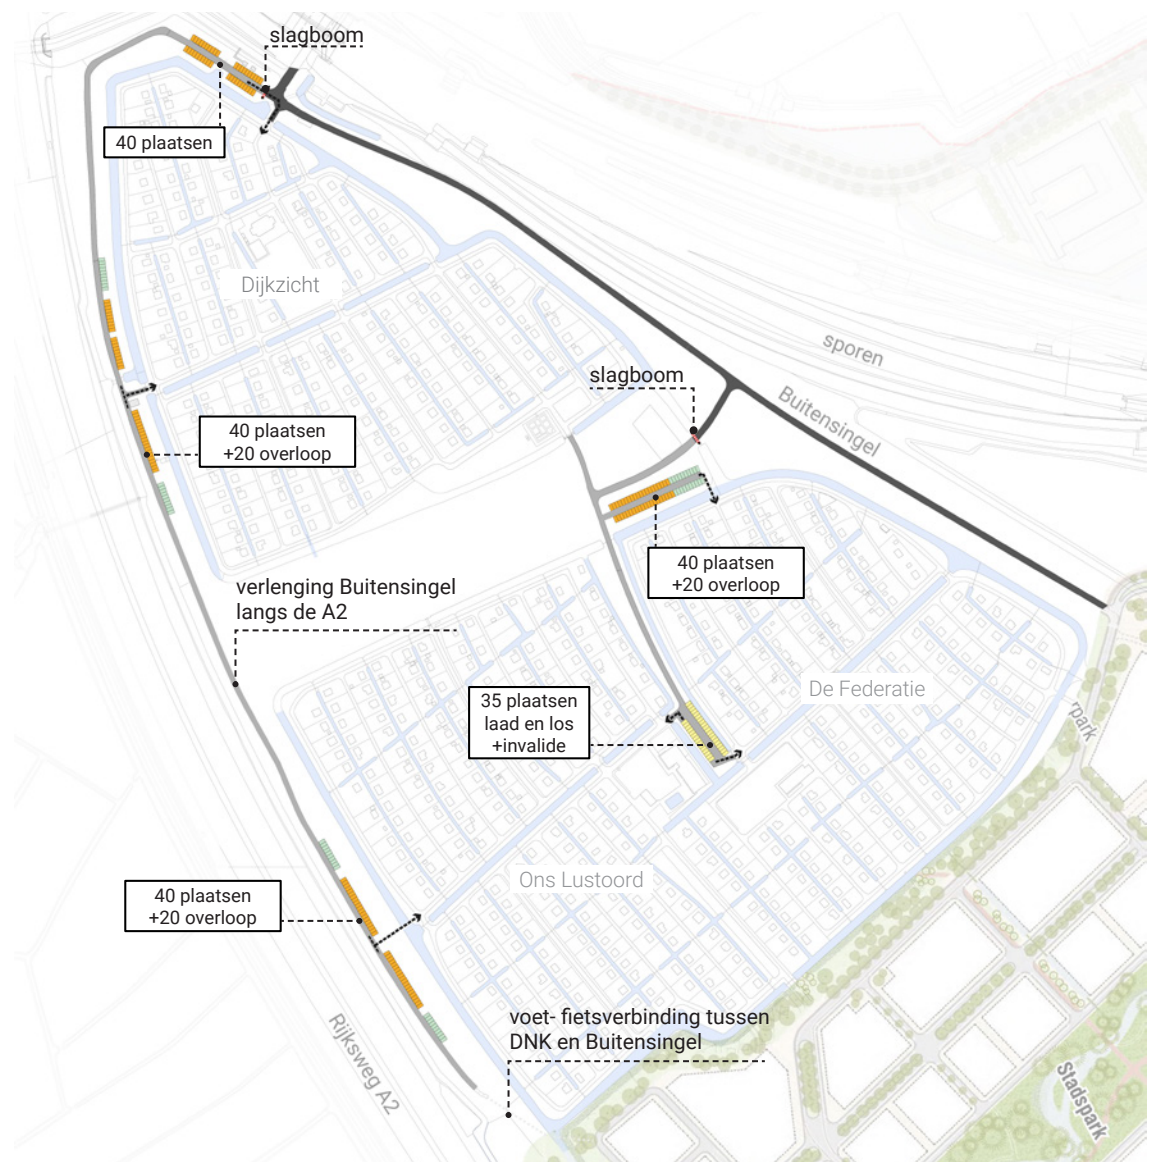 slagboom
40 plaatsen
Dijkzicht
sporen
slagboom
Buitensingel
40 plaatsen
+20 overloop
40 plaatsen
+20 overloop
verlenging Buitensingel
langs de A2
De Federatie
35 plaatsen
laad en los
+invalide
rpark
Ons Lustoord
40 plaatsen
+20 overloop
voet- fietsverbinding tussen
DNK en Buitensingel
Rijksweg A2
Stadspark